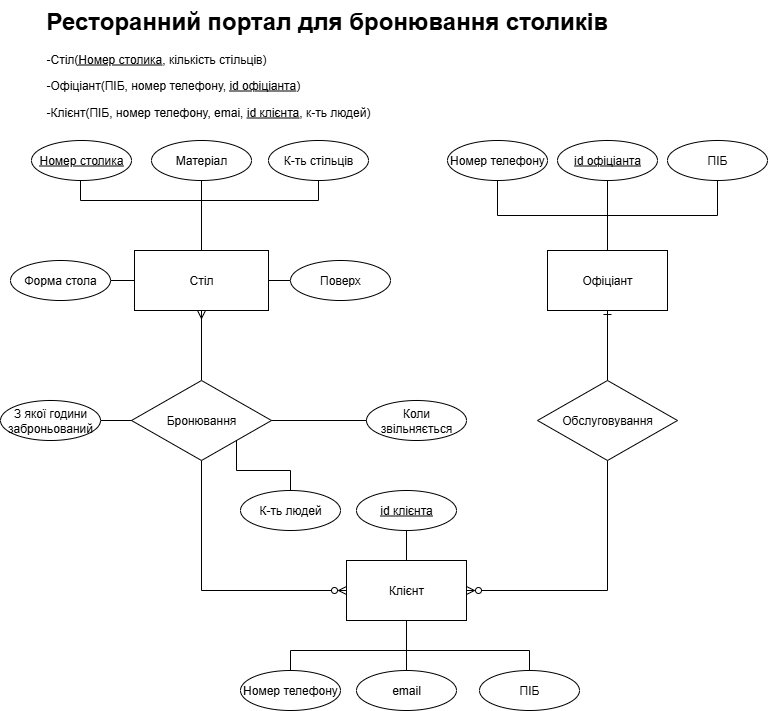 Ресторанний портал для бронювання столиків
-Стіл(Номер столика, кількість стільців)
-Офіціант(ПІБ, номер телефону, id офіціанта)
-Клієнт(ПІБ, номер телефону, emai, id клієнта, к-ть людей)
Номер столика
Матеріал
К-ть стільців
Номер телефону
id офіціанта
ПІБ
Форма стола
Стіл
Поверх
Офіціант
З якої години
заброньований
Бронювання
Коли
звільняється
Обслуговування
К-ть людей
id клієнта
Клієнт
Номер телефону
email
ПІБ